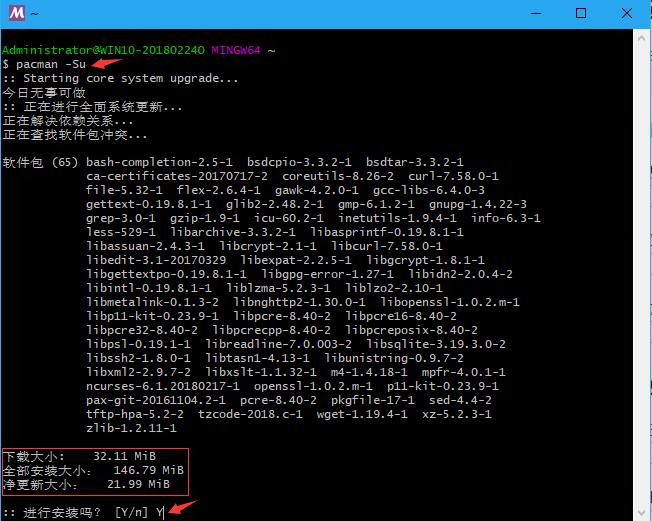 M ~
Administrator@WIN10-201802240 MINGW64 ~
$ pacman -Su
:: Starting core system upgrade...
今日无事可做
:: 正在进行全面系统更新...
正在解决依赖关系...
正在查找软件包冲突...
软件包 (65) bash-completion-2.5-1 bsdcpio-3.3.2-1 bsdtar-3.3.2-1
ca-certificates-20170717-2 coreutils-8.26-2 curl-7.58.0-1
file-5.32-1 flex-2.6.4-1 gawk-4.2.0-1 gcc-libs-6.4.0-3
gettext-0.19.8.1-1 glib2-2.48.2-1 gmp-6.1.2-1 gnupg-1.4.22-3
grep-3.0-1 gzip-1.9-1 icu-60.2-1 inetutils-1.9.4-1 info-6.3-1
less-529-1 libarchive-3.3.2-1 libasprintf-0.19.8.1-1
libassuan-2.4.3-1 libcrypt-2.1-1 libcurl-7.58.0-1
libedit-3.1-20170329 libexpat-2.2.5-1 libgcrypt-1.8.1-1
libgettextpo-0.19.8.1-1 libgpg-error-1.27-1 libidn2-2.0.4-2
libintl-0.19.8.1-1 liblzma-5.2.3-1 liblzo2-2.10-1
libmetalink-0.1.3-2 libnghttp2-1.30.0-1 libopenssl-1.0.2.m-1
libp11-kit-0.23.9-1 libpcre-8.40-2 libpcre16-8.40-2
libpcre32-8.40-2 libpcrecpp-8.40-2 libpcreposix-8.40-2
libpsl-0.19.1-1 libreadline-7.0.003-2 libsqlite-3.19.3.0-2
libssh2-1.8.0-1 libtasn1-4.13-1 libunistring-0.9.7-2
libxml2-2.9.7-2 libxslt-1.1.32-1 m4-1.4.18-1 mpfr-4.0.1-1
ncurses-6.1.20180217-1 openssl-1.0.2.m-1 p11-kit-0.23.9-1
pax-git-20161104.2-1 pcre-8.40-2 pkgfile-17-1 sed-4.4-2
tftp-hpa-5.2-2 tzcode-2018.c-1 wget-1.19.4-1 xz-5.2.3-1
zlib-1.2.11-1
下载大小: 32.11 MiB
全部安装大小: 146.79 MiB
净更新大小: 21.99 MiB
:: 进行安装吗? [Y/n] Y